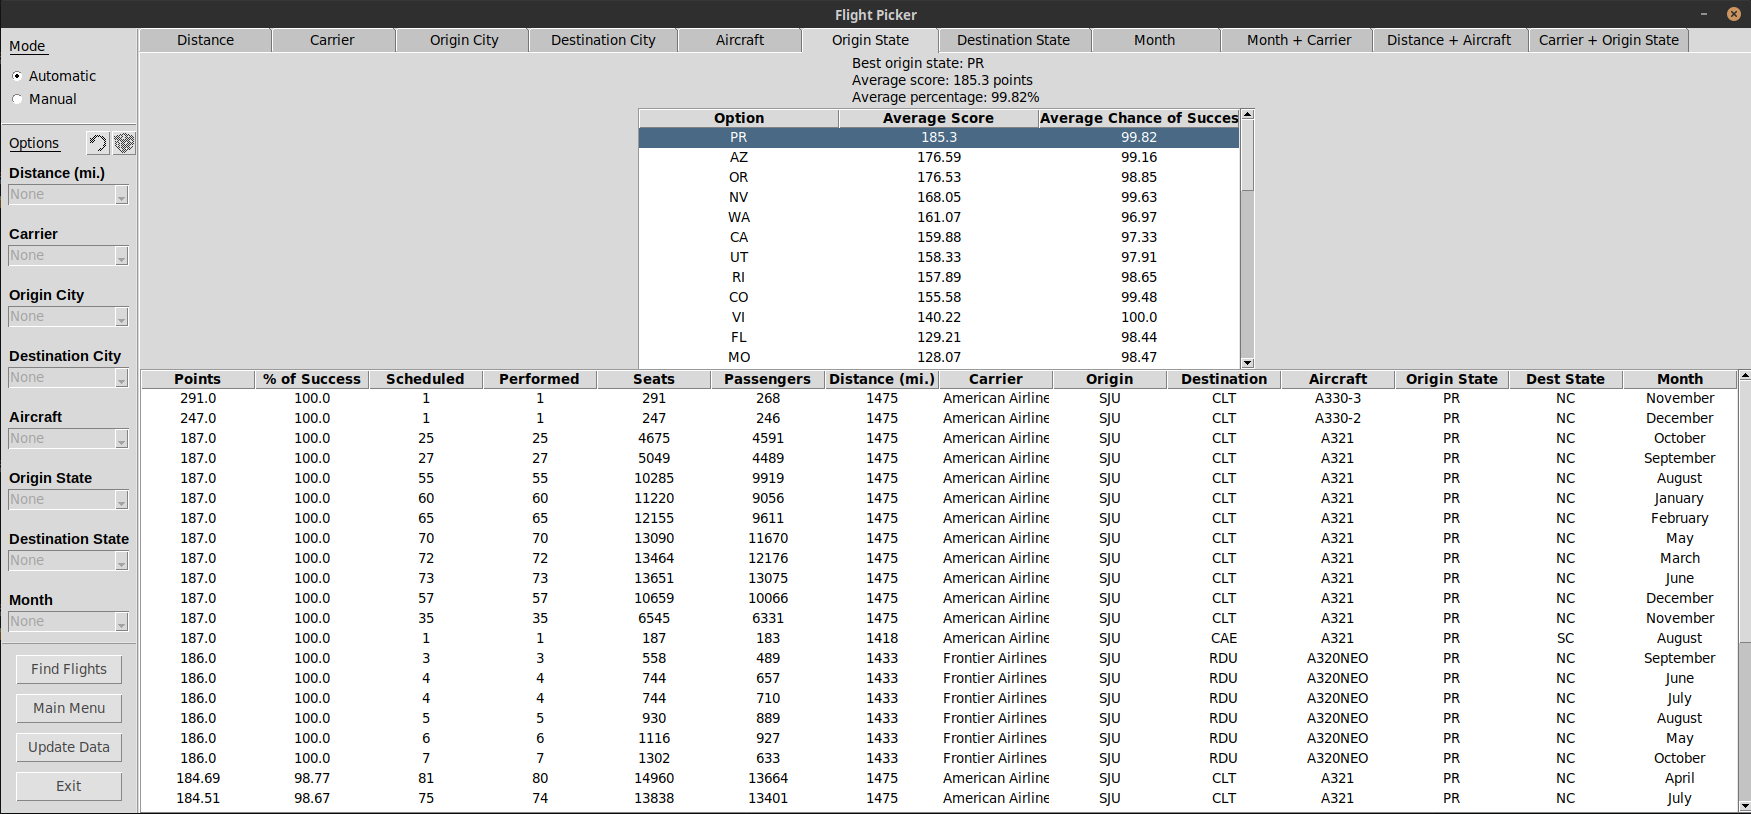 Flight Picker
Mode
Automatic
Manual
Options
Distance (mi.)
None
Carrier
None
Origin City
None
Destination City
None
Aircraft
None
Origin State
None
Destination State
None
Month
None
Find Flights
Main Menu
Update Data
Exit
Distance Carrier Origin City Destination City Aircraft Origin State Destination State Month Month + Carrier Distance + Aircraft Carrier + Origin State
Best origin state: PR
Average score: 185.3 points
Average percentage: 99.82%
Option Average Score Average Chance of Succes
PR 185.3 99.82
AZ 176.59 99.16
OR 176.53 98.85
NV 168.05 99.63
WA 161.07 96.97
CA 159.88 97.33
UT 158.33 97.91
RI 157.89 98.65
CO 155.58 99.48
VI 140.22 100.0
FL 129.21 98.44
MO 128.07 98.47
Points % of Success Scheduled Performed Seats Passengers Distance (mi.) Carrier Origin Destination Aircraft Origin State Dest State Month
291.0 100.0 1 1 291 268 1475 American Airline SJU CLT A330-3 PR NC November
247.0 100.0 1 1 247 246 1475 American Airline SJU CLT A330-2 PR NC December
187.0 100.0 25 25 4675 4591 1475 American Airline SJU CLT A321 PR NC October
187.0 100.0 27 27 5049 4489 1475 American Airline SJU CLT A321 PR NC September
187.0 100.0 55 55 10285 9919 1475 American Airline SJU CLT A321 PR NC August
187.0 100.0 60 60 11220 9056 1475 American Airline SJU CLT A321 PR NC January
187.0 100.0 65 65 12155 9611 1475 American Airline SJU CLT A321 PR NC February
187.0 100.0 70 70 13090 11670 1475 American Airline SJU CLT A321 PR NC May
187.0 100.0 72 72 13464 12176 1475 American Airline SJU CLT A321 PR NC March
187.0 100.0 73 73 13651 13075 1475 American Airline SJU CLT A321 PR NC June
187.0 100.0 57 57 10659 10066 1475 American Airline SJU CLT A321 PR NC December
187.0 100.0 35 35 6545 6331 1475 American Airline SJU CLT A321 PR NC November
187.0 100.0 1 1 187 183 1418 American Airline SJU CAE A321 PR SC August
186.0 100.0 3 3 558 489 1433 Frontier Airlines SJU RDU A320NEO PR NC September
186.0 100.0 4 4 744 657 1433 Frontier Airlines SJU RDU A320NEO PR NC June
186.0 100.0 4 4 744 710 1433 Frontier Airlines SJU RDU A320NEO PR NC July
186.0 100.0 5 5 930 889 1433 Frontier Airlines SJU RDU A320NEO PR NC August
186.0 100.0 6 6 1116 927 1433 Frontier Airlines SJU RDU A320NEO PR NC May
186.0 100.0 7 7 1302 633 1433 Frontier Airlines SJU RDU A320NEO PR NC October
184.69 98.77 81 80 14960 13664 1475 American Airline SJU CLT A321 PR NC April
184.51 98.67 75 74 13838 13401 1475 American Airline SJU CLT A321 PR NC July